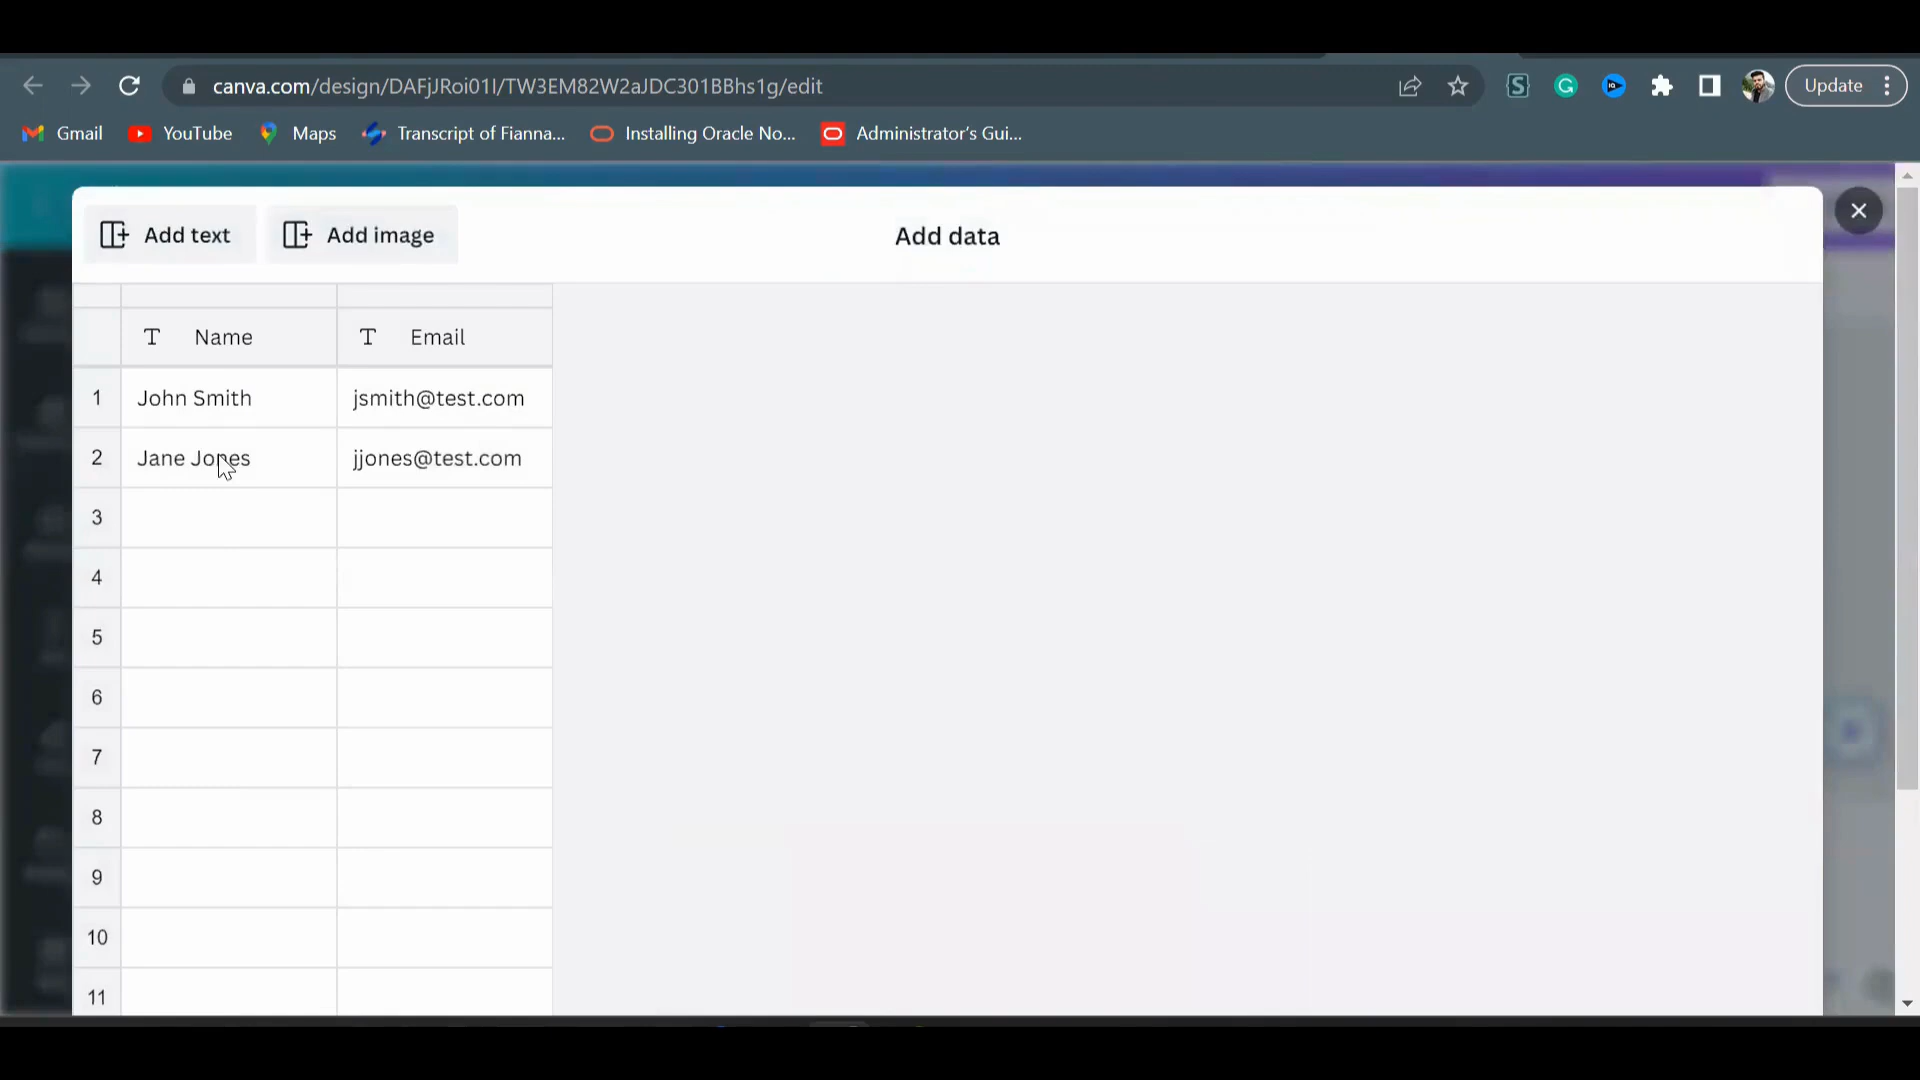 canva.com/design/DAFjJRoi01I/TW3EM82W2aJDC301BBhs1g/edit
Update
Gmail YouTube Maps Transcript of Fianna... Installing Oracle No... Administrator's Gui...
Add text Add image Add data
Name Email
1 John Smith jsmith@test.com
2 Jane Jones jjones@test.com
3
4
5
6
7
8
9
10
11